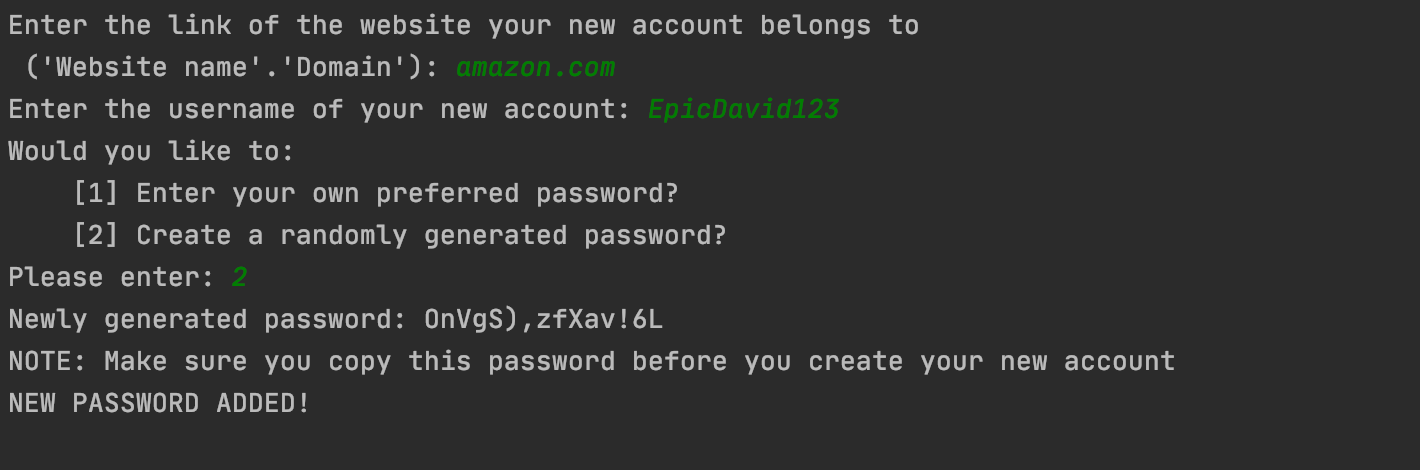 Enter the link of the website your new account belongs to
('Website name'.'Domain'): amazon.com
Enter the username of your new account: EpicDavid123
Would you like to:
[1] Enter your own preferred password?
[2] Create a randomly generated password?
Please enter: 2
Newly generated password: OnVgS),zfXav!6L
NOTE: Make sure you copy this password before you create your new account
NEW PASSWORD ADDED!